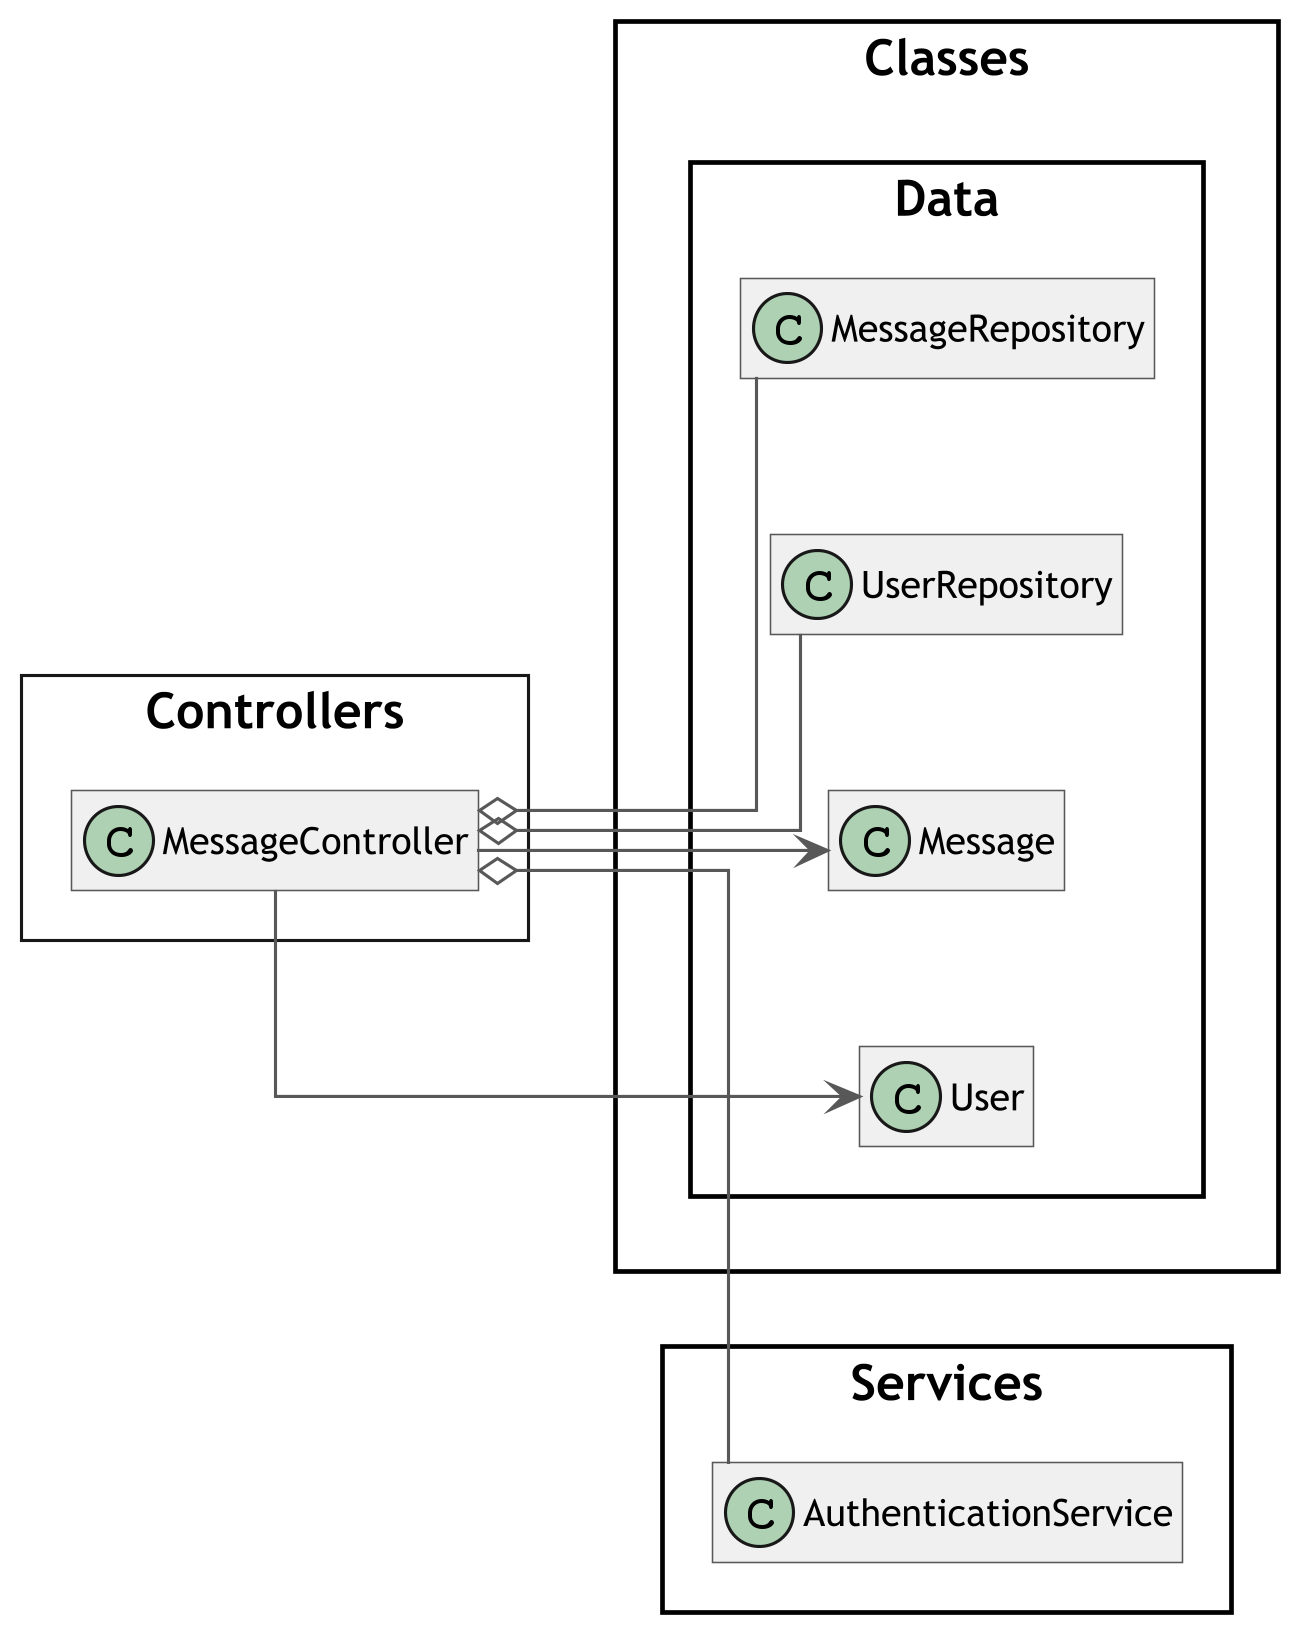 Classes
Data
C MessageRepository
C UserRepository
Controllers
C MessageController
C Message
C User
Services
C AuthenticationService